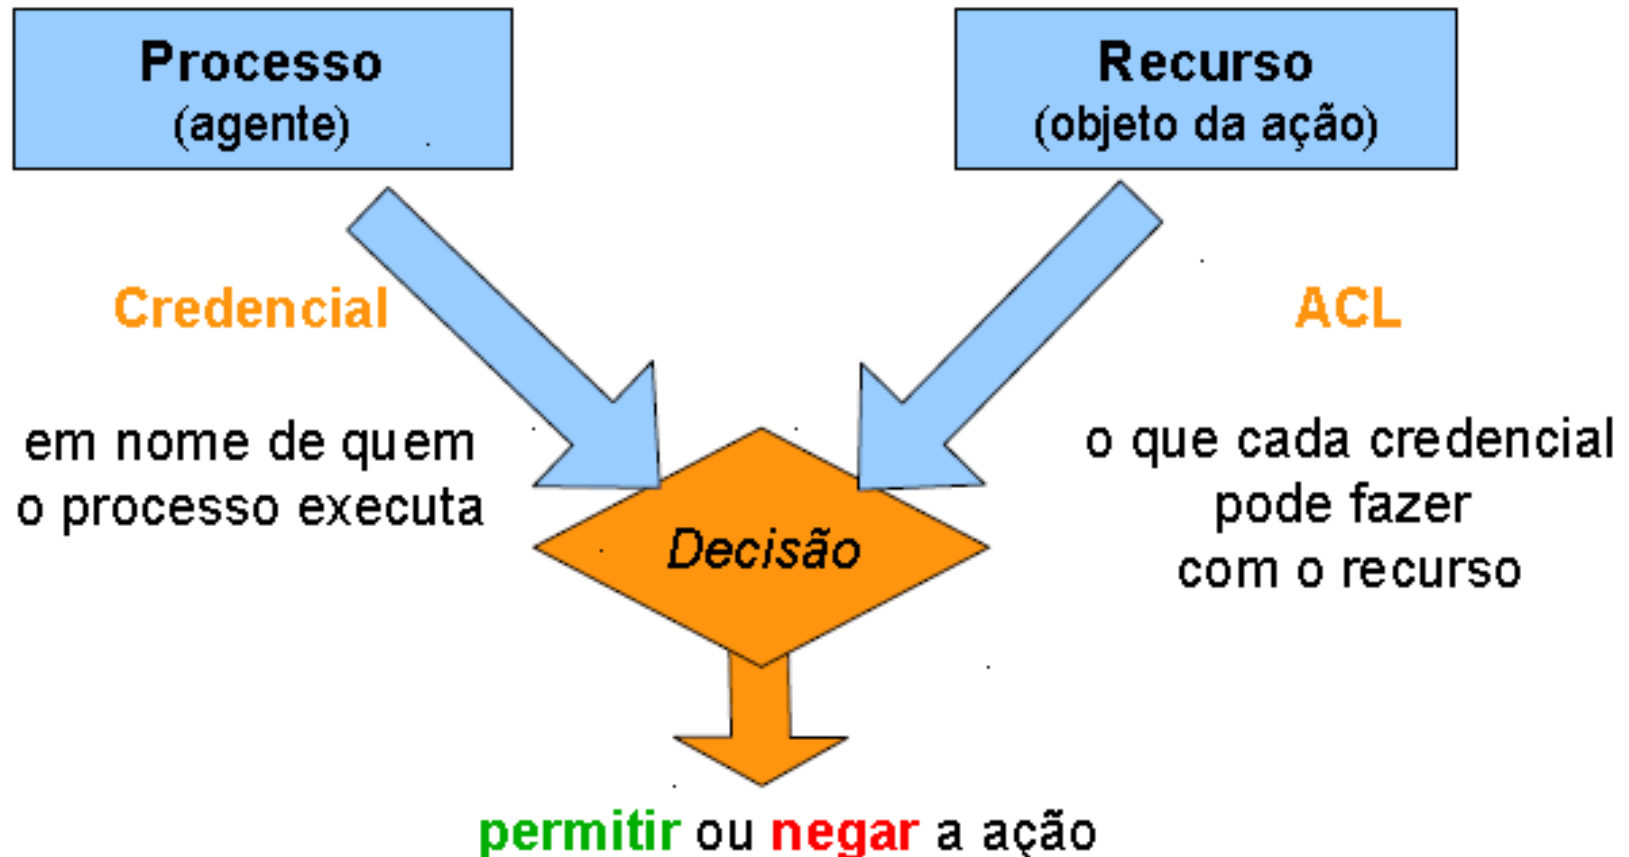 Processo
(agente)
Recurso
(objeto da ação)
Credencial
em nome de quem
o processo executa
ACL
o que cada credencial
pode fazer
com o recurso
Decisão
permitir ou negar a ação